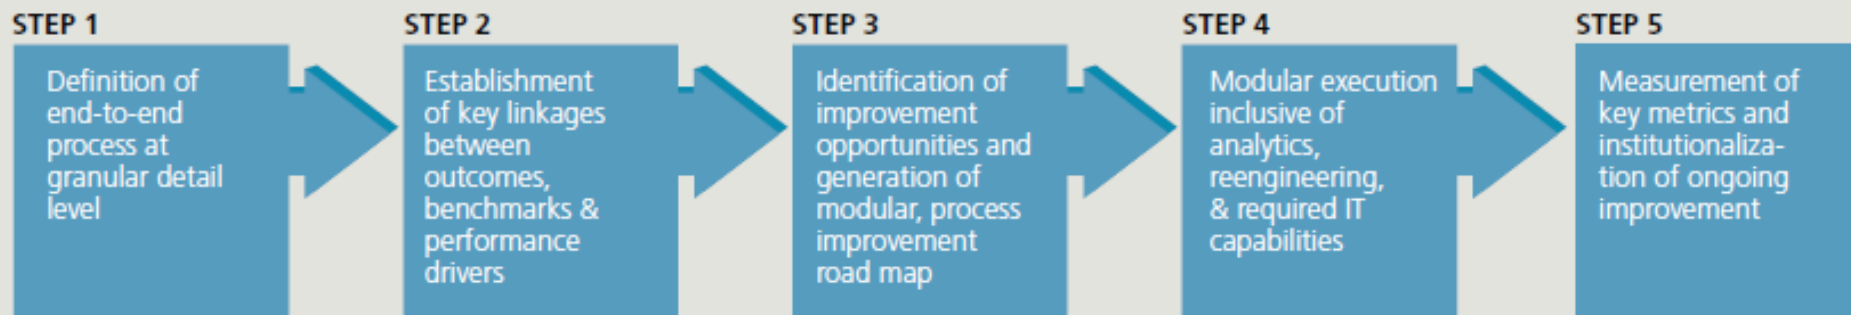 STEP 1
Definition of
end-to-end
process at
granular detail
level
STEP 2
Establishment
of key linkages
between
outcomes,
benchmarks &
performance
drivers
STEP 3
Identification of
improvement
opportunities and
generation of
modular, process
improvement
road map
STEP 4
Modular execution
inclusive of
analytics,
reengineering,
& required IT
capabilities
STEP 5
Measurement of
key metrics and
institutionaliza-
tion of ongoing
improvement